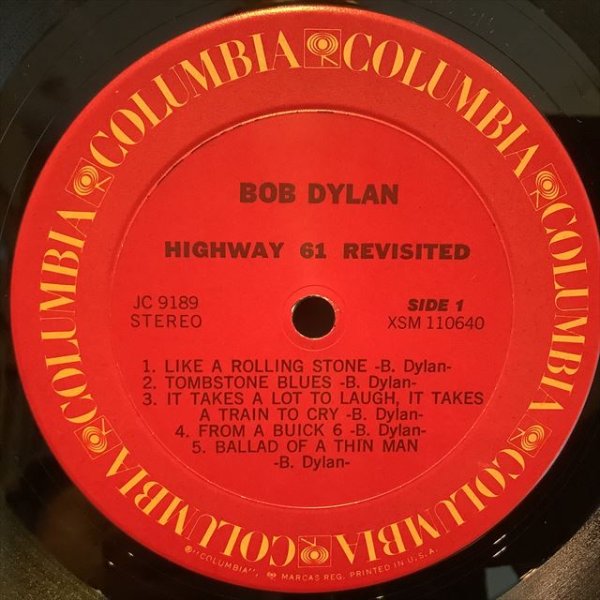 COLUMBIA COLUMBIA COLUMBIA COLUMBIA COLUMBIA COLUMBIA
BOB DYLAN
HIGHWAY 61 REVISITED
JC 9189 SIDE 1
STEREO XSM 110640
1. LIKE A ROLLING STONE -B. Dylan-
2. TOMBSTONE BLUES -B. Dylan-
3. IT TAKES A LOT TO LAUGH, IT TAKES
A TRAIN TO CRY -B. Dylan-
4. FROM A BUICK 6 -B. Dylan-
5. BALLAD OF A THIN MAN
-B. Dylan-
"COLUMBIA", MARCAS REG. PRINTED IN U.S.A.